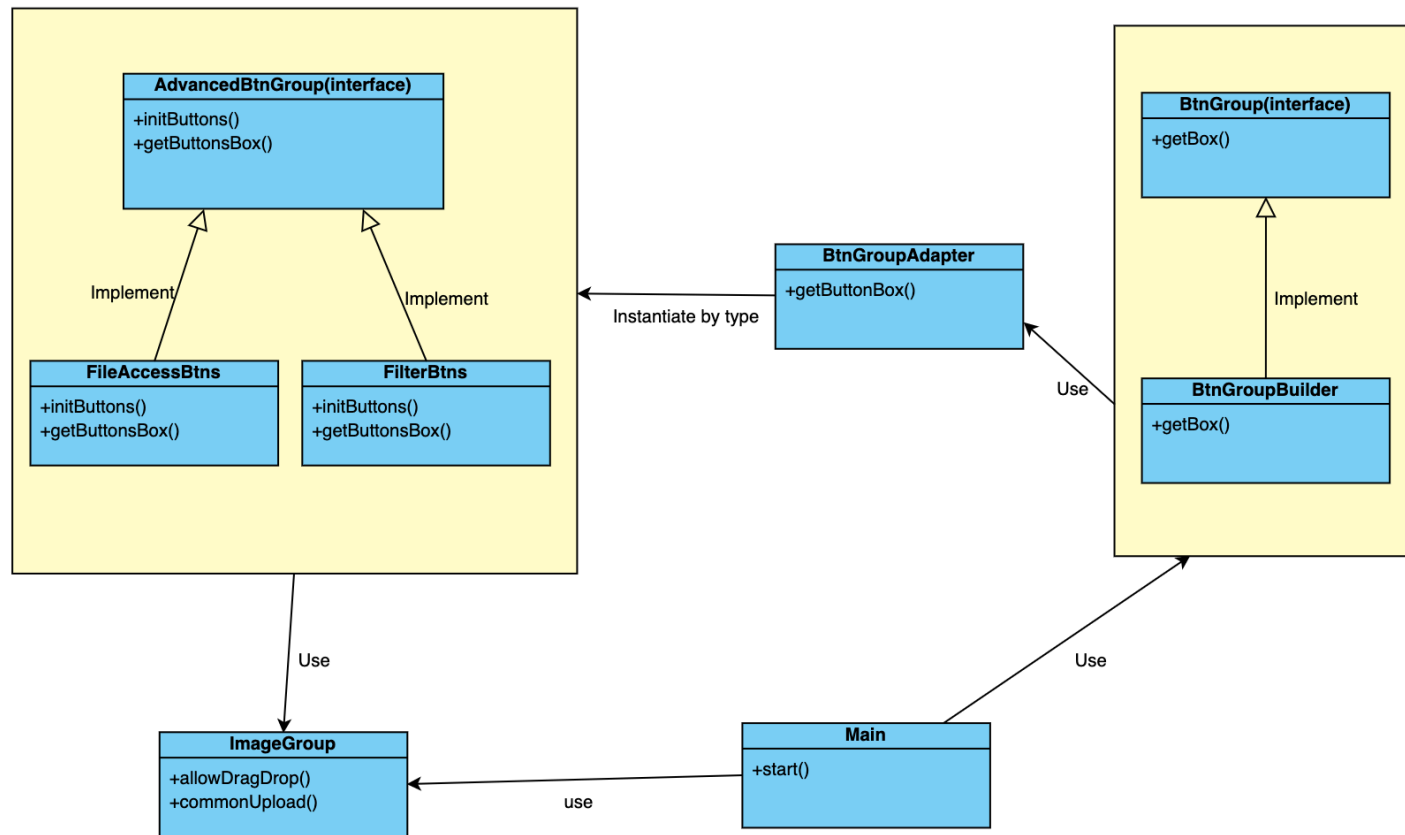 AdvancedBtnGroup(interface)
+initButtons()
+getButtonsBox()
Implement
Implement
FileAccessBtns
+initButtons()
+getButtonsBox()
FilterBtns
+initButtons()
+getButtonsBox()
BtnGroupAdapter
+getButtonBox()
Instantiate by type
Use
BtnGroup(interface)
+getBox()
Implement
BtnGroupBuilder
+getBox()
Use
Use
ImageGroup
+allowDragDrop()
+commonUpload()
use
Main
+start()